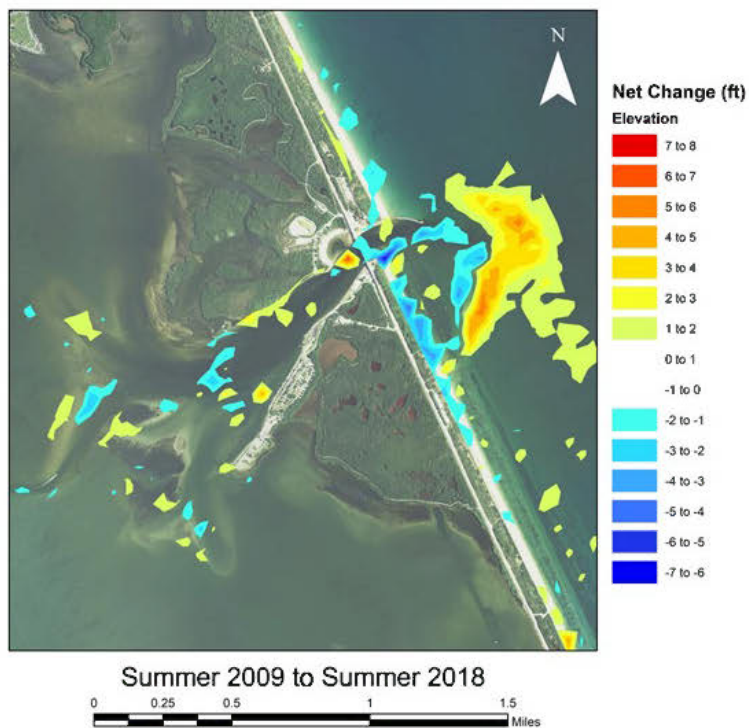 N
Net Change (ft)
Elevation
7 to 8
6 to 7
5 to 6
4 to 5
3 to 4
2 to 3
1 to 2
0 to 1
-1 to 0
-2 to -1
-3 to -2
-4 to -3
-5 to -4
-6 to -5
-7 to -6
Summer 2009 to Summer 2018
0 0.25 0.5 1 1.5
Miles